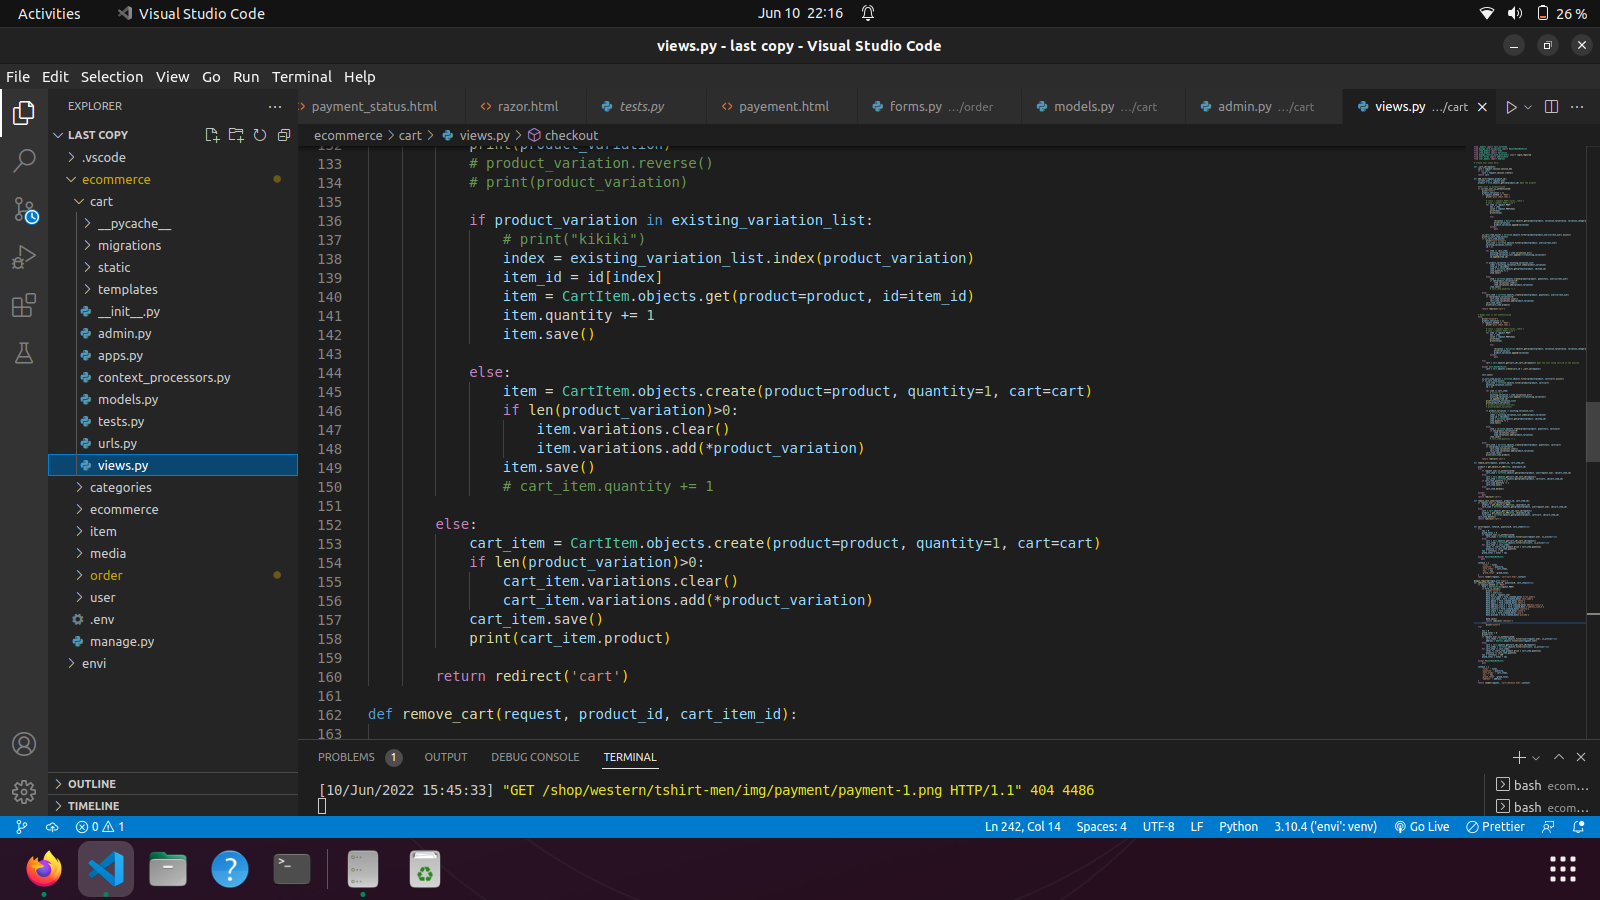 Activities
Visual Studio Code
Jun 10 22:16
26 %
views.py - last copy - Visual Studio Code
File Edit Selection View Go Run Terminal Help
EXPLORER
payment_status.html
razor.html
tests.py
payement.html
forms.py .../order
models.py .../cart
admin.py .../cart
views.py .../cart
LAST COPY
ecommerce > cart > views.py > checkout
.vscode
ecommerce
cart
__pycache__
migrations
static
templates
__init__.py
admin.py
apps.py
context_processors.py
models.py
tests.py
urls.py
views.py
categories
ecommerce
item
media
order
user
.env
manage.py
envi
OUTLINE
TIMELINE
132 print(product_variation)
133 # product_variation.reverse()
134 # print(product_variation)
135
136 if product_variation in existing_variation_list:
137 # print("kikiki")
138 index = existing_variation_list.index(product_variation)
139 item_id = id[index]
140 item = CartItem.objects.get(product=product, id=item_id)
141 item.quantity += 1
142 item.save()
143
144 else:
145 item = CartItem.objects.create(product=product, quantity=1, cart=cart)
146 if len(product_variation)>0:
147 item.variations.clear()
148 item.variations.add(*product_variation)
149 item.save()
150 # cart_item.quantity += 1
151
152 else:
153 cart_item = CartItem.objects.create(product=product, quantity=1, cart=cart)
154 if len(product_variation)>0:
155 cart_item.variations.clear()
156 cart_item.variations.add(*product_variation)
157 cart_item.save()
158 print(cart_item.product)
159
160 return redirect('cart')
161
162 def remove_cart(request, product_id, cart_item_id):
163
PROBLEMS 1 OUTPUT DEBUG CONSOLE TERMINAL
[10/Jun/2022 15:45:33] "GET /shop/western/tshirt-men/img/payment/payment-1.png HTTP/1.1" 404 4486
bash ecom...
bash ecom...
0 1
Ln 242, Col 14 Spaces: 4 UTF-8 LF Python 3.10.4 ('envi': venv) Go Live Prettier